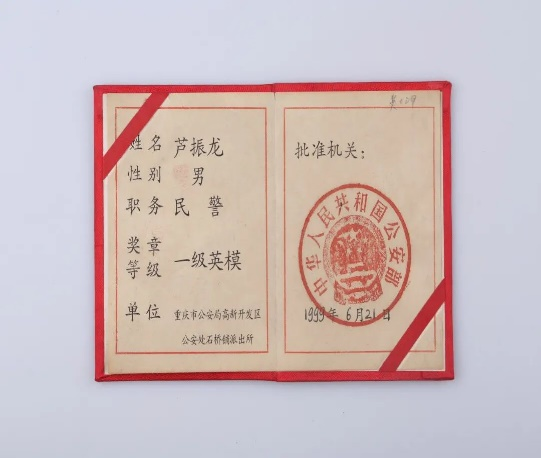 姓名 芦振龙
性别 男
职务 民 警
奖章
等级 一级英模
单位 重庆市公安局高新开发区
公安处石桥铺派出所
批准机关：
中华人民共和国公安部
1999年 6月21日